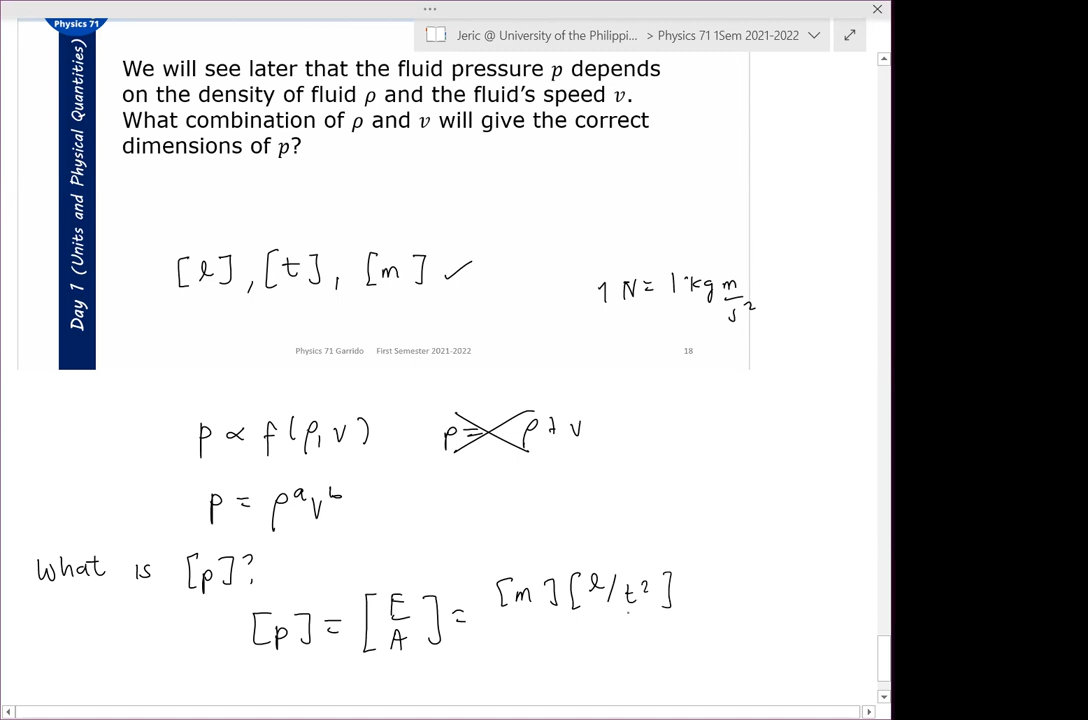 Physics 71
Jeric @ University of the Philippi... > Physics 71 1Sem 2021-2022
Day 1 (Units and Physical Quantities)
We will see later that the fluid pressure p depends
on the density of fluid ρ and the fluid's speed v.
What combination of ρ and v will give the correct
dimensions of p?
[l], [t], [m] ✓
1 N = 1 kg m/s²
Physics 71 Garrido First Semester 2021-2022
18
p ∝ f(ρ, v)
p = ρ + v
p = ρᵃvᵇ
What is [p]?
[p] = [F/A] = [m][l/t²]